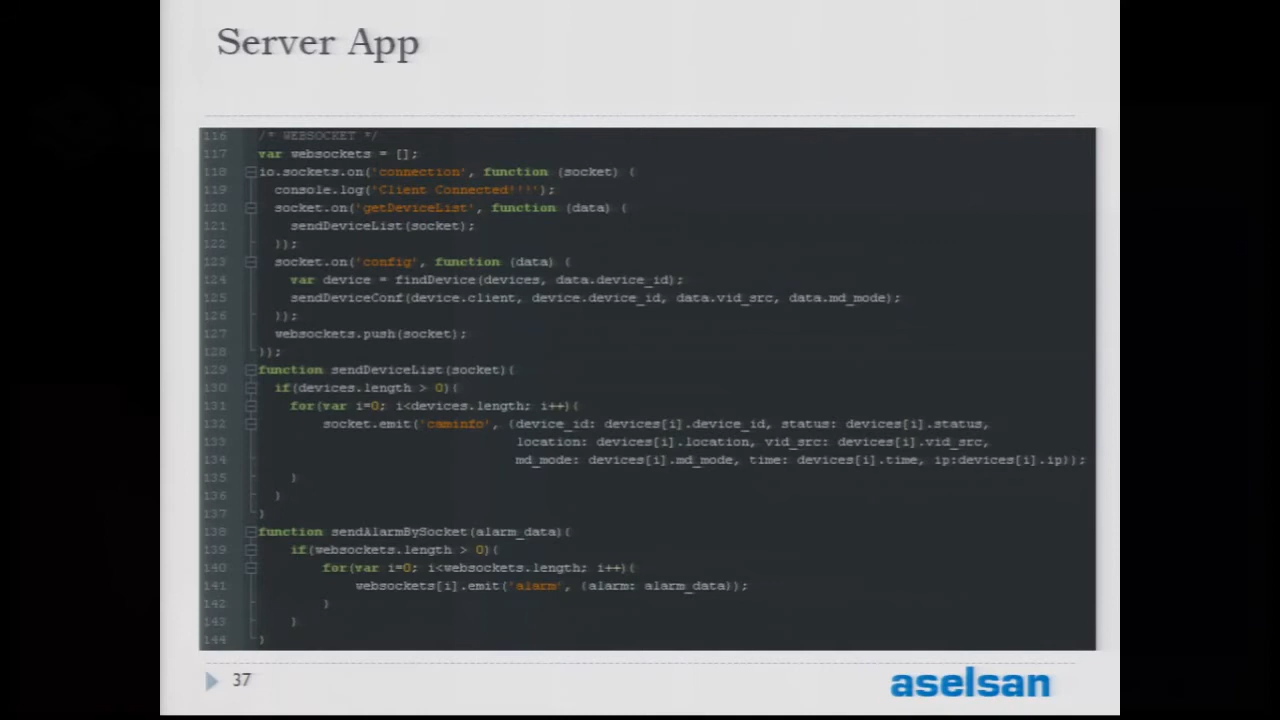 Server App
116 /* WEBSOCKET */
117 var websockets = [];
118 io.sockets.on('connection', function (socket) {
119 console.log('Client Connected!!!');
120 socket.on('getDeviceList', function (data) {
121 sendDeviceList(socket);
122 });
123 socket.on('config', function (data) {
124 var device = findDevice(devices, data.device_id);
125 sendDeviceConf(device.client, device.device_id, data.vid_src, data.md_mode);
126 });
127 websockets.push(socket);
128 });
129 function sendDeviceList(socket){
130 if(devices.length > 0){
131 for(var i=0; i<devices.length; i++){
132 socket.emit('caminfo', {device_id: devices[i].device_id, status: devices[i].status,
133 location: devices[i].location, vid_src: devices[i].vid_src,
134 md_mode: devices[i].md_mode, time: devices[i].time, ip:devices[i].ip});
135 }
136 }
137 }
138 function sendAlarmBySocket(alarm_data){
139 if(websockets.length > 0){
140 for(var i=0; i<websockets.length; i++){
141 websockets[i].emit('alarm', {alarm: alarm_data});
142 }
143 }
144 }
37
aselsan